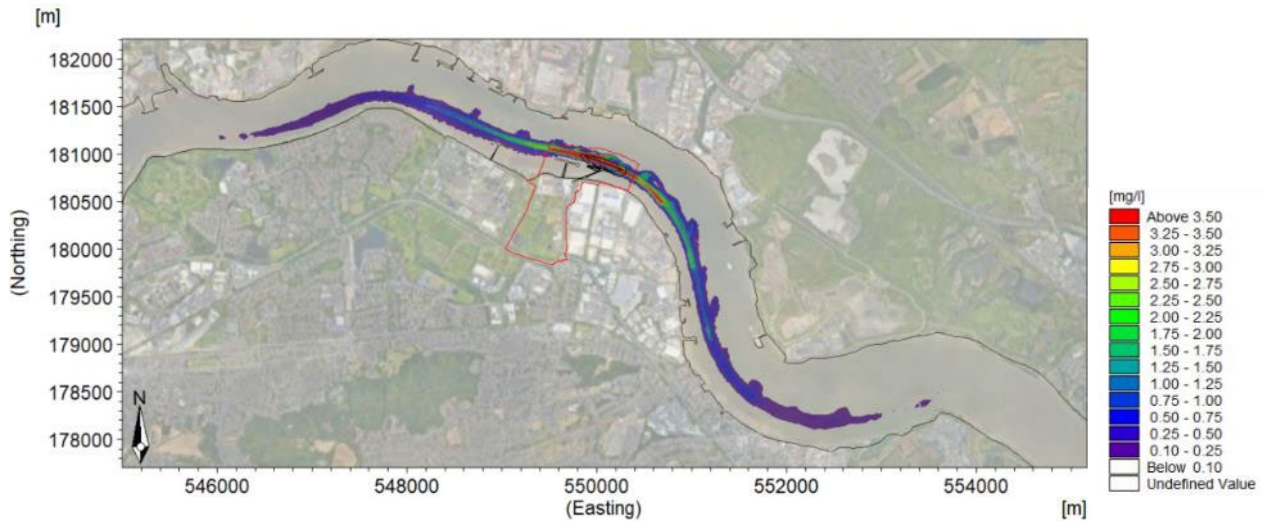 [m]
182000
181500
181000
180500
180000
179500
179000
178500
178000
(Northing)
N
546000
548000
550000
552000
554000
(Easting)
[m]
[mg/l]
Above 3.50
3.25 - 3.50
3.00 - 3.25
2.75 - 3.00
2.50 - 2.75
2.25 - 2.50
2.00 - 2.25
1.75 - 2.00
1.50 - 1.75
1.25 - 1.50
1.00 - 1.25
0.75 - 1.00
0.50 - 0.75
0.25 - 0.50
0.10 - 0.25
Below 0.10
Undefined Value